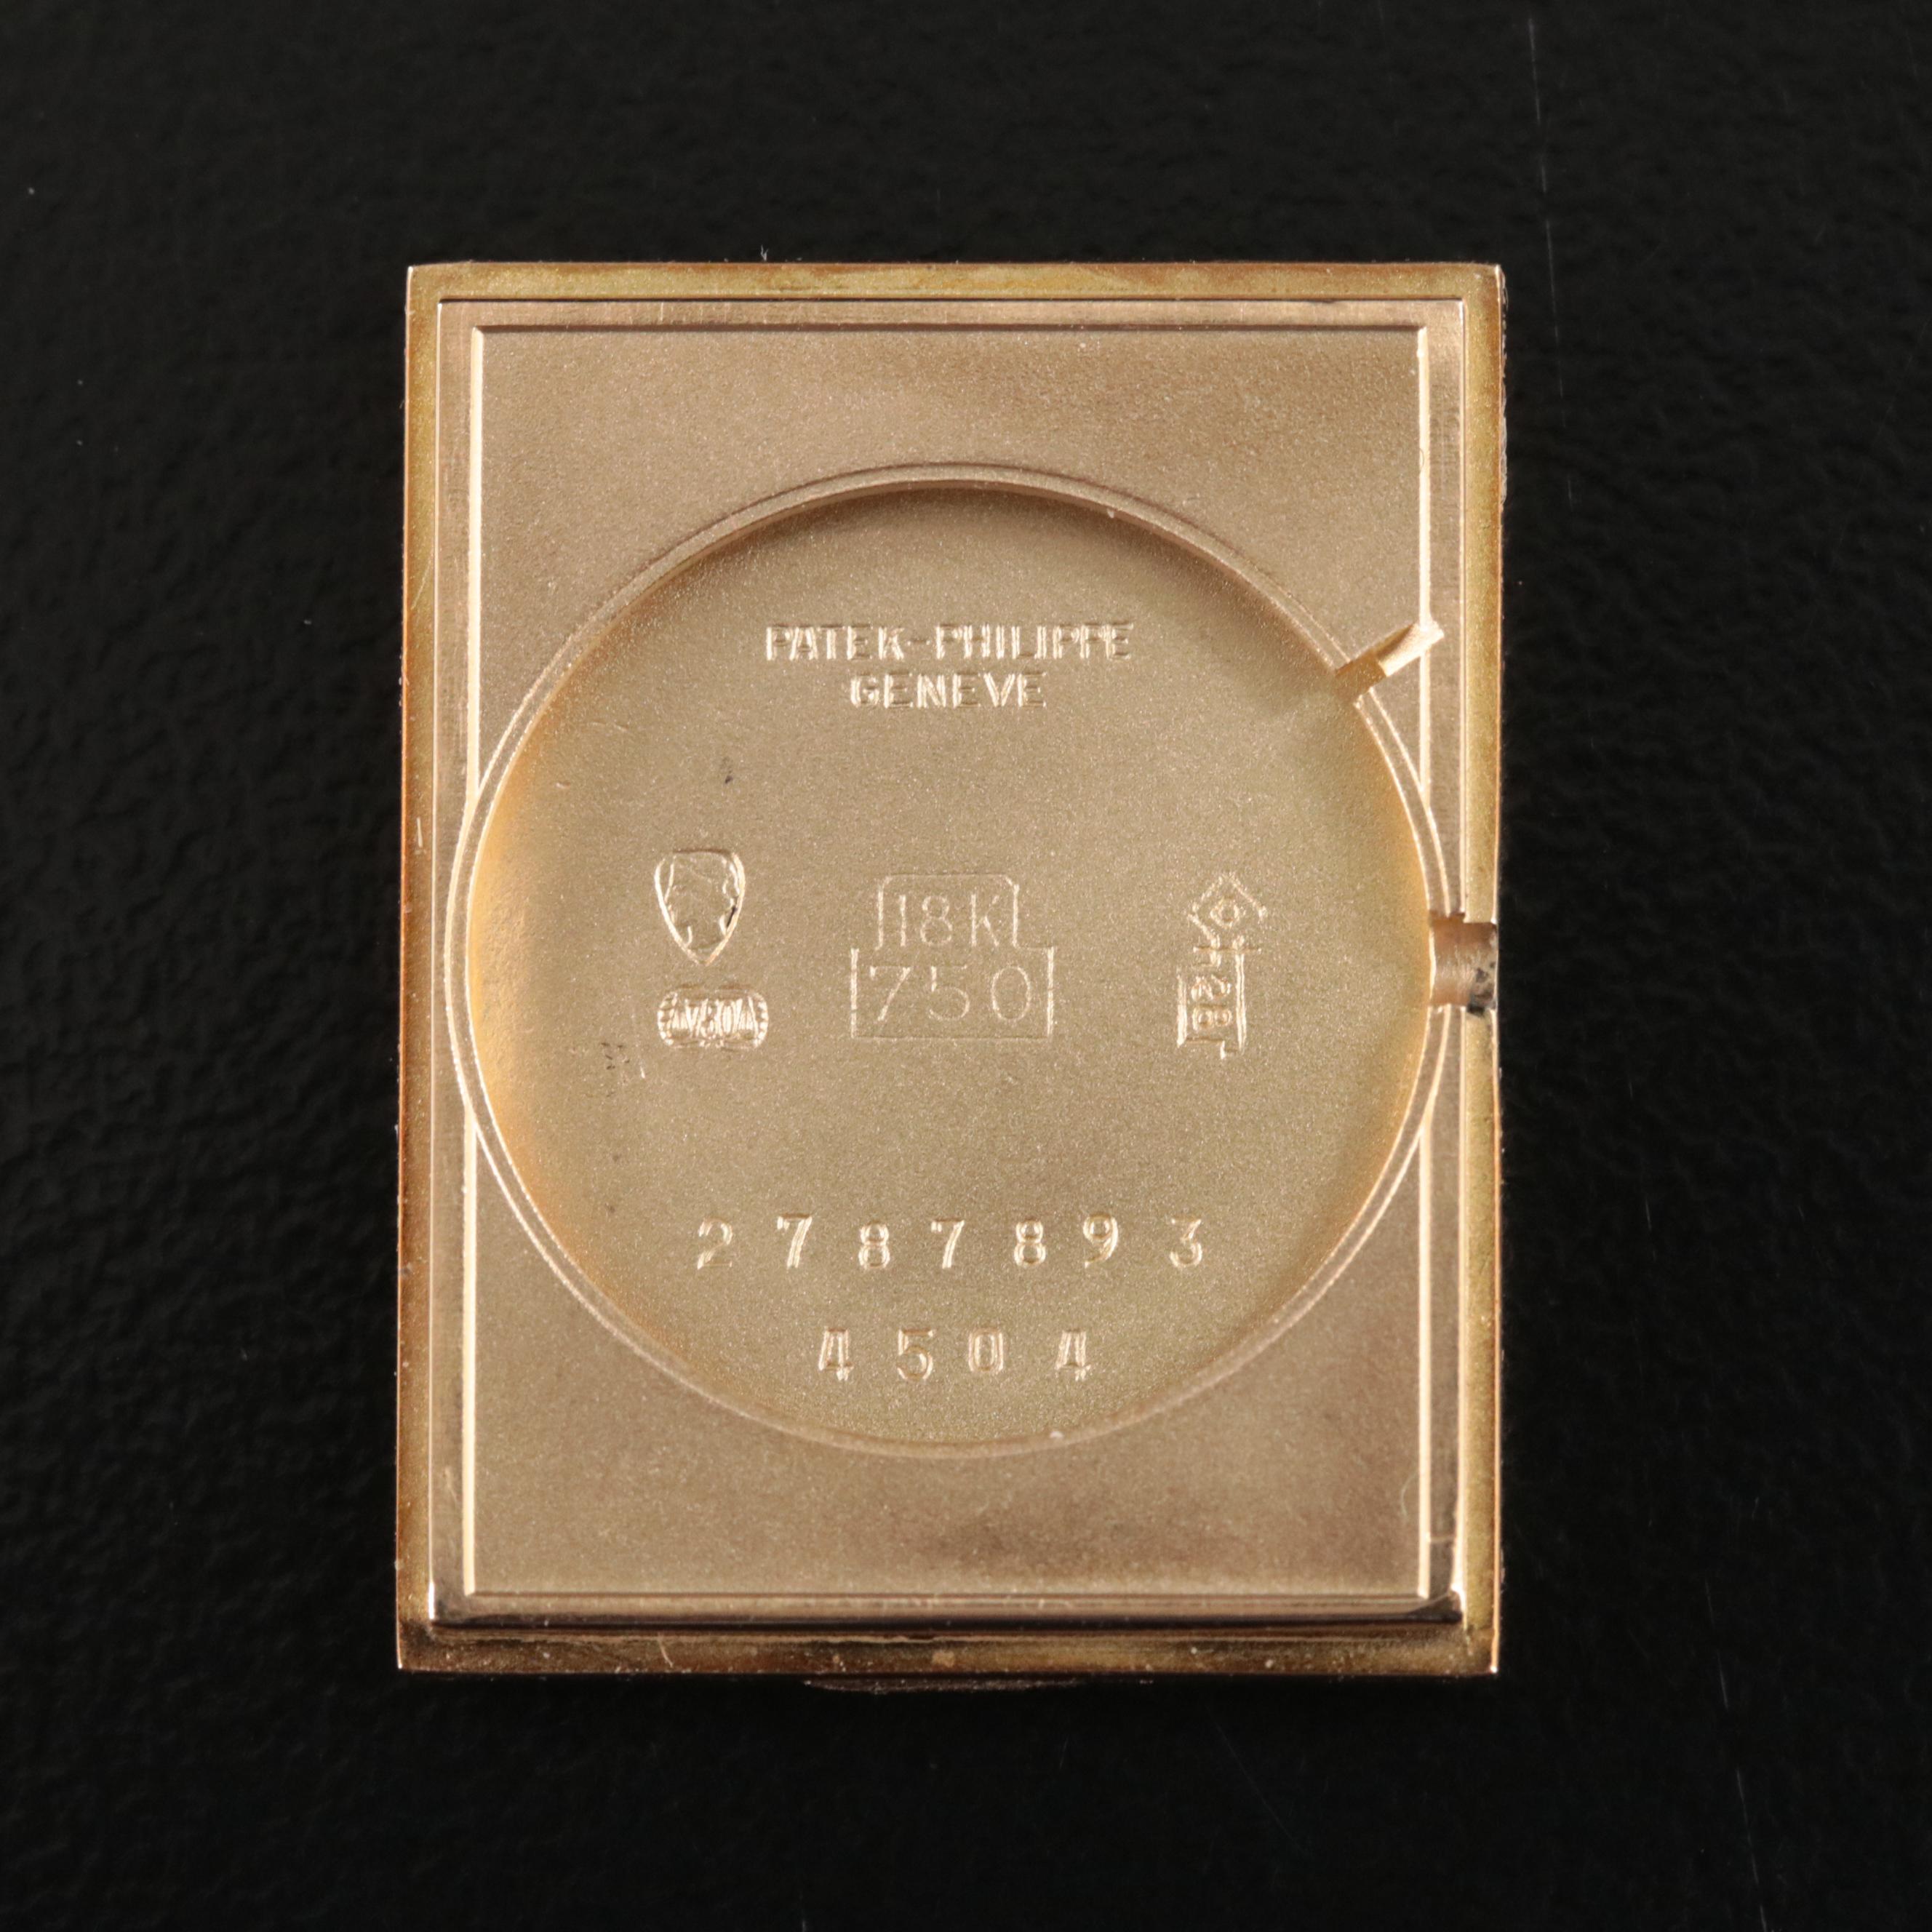 PATEK-PHILIPPE
GENEVE
18K
750
2787893
4504